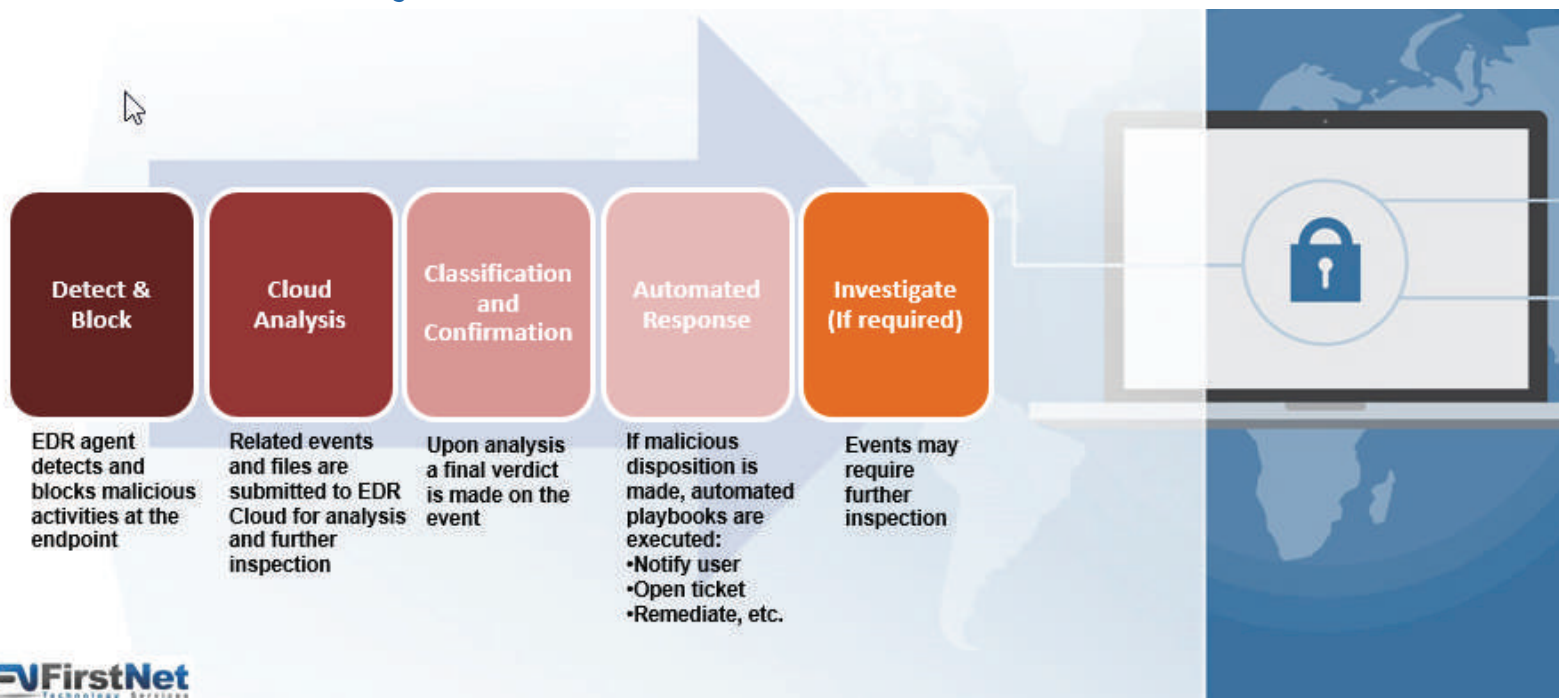 Detect &
Block
Cloud
Analysis
Classification
and
Confirmation
Automated
Response
Investigate
(If required)
EDR agent
detects and
blocks malicious
activities at the
endpoint
Related events
and files are
submitted to EDR
Cloud for analysis
and further
inspection
Upon analysis
a final verdict
is made on the
event
If malicious
disposition is
made, automated
playbooks are
executed:
•Notify user
•Open ticket
•Remediate, etc.
Events may
require
further
inspection
FirstNet
Technology Services